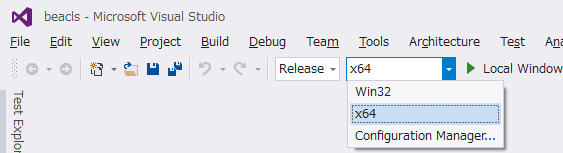 beacls - Microsoft Visual Studio
File Edit View Project Build Debug Team Tools Architecture Test
Release x64 Local Window
Win32
x64
Configuration Manager...
Test Explor